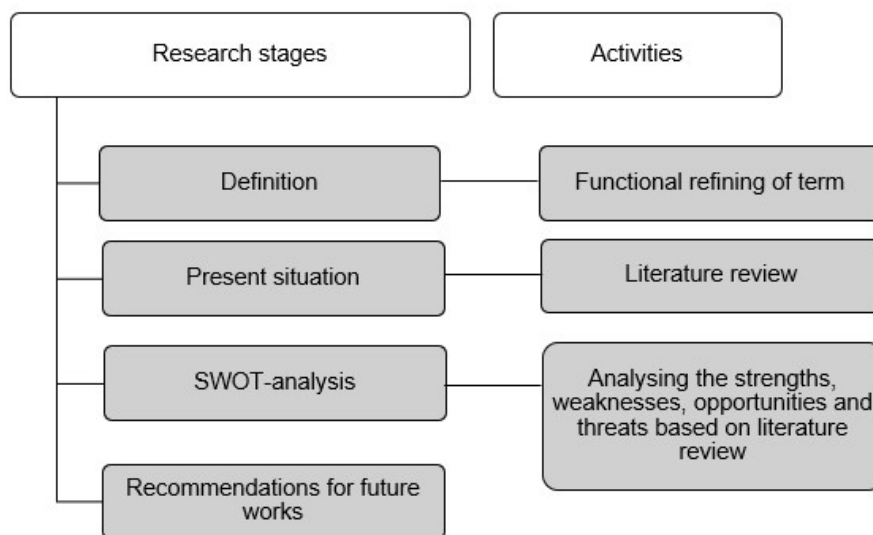 Research stages
Activities
Definition
Functional refining of term
Present situation
Literature review
SWOT-analysis
Analysing the strengths,
weaknesses, opportunities and
threats based on literature
review
Recommendations for future
works